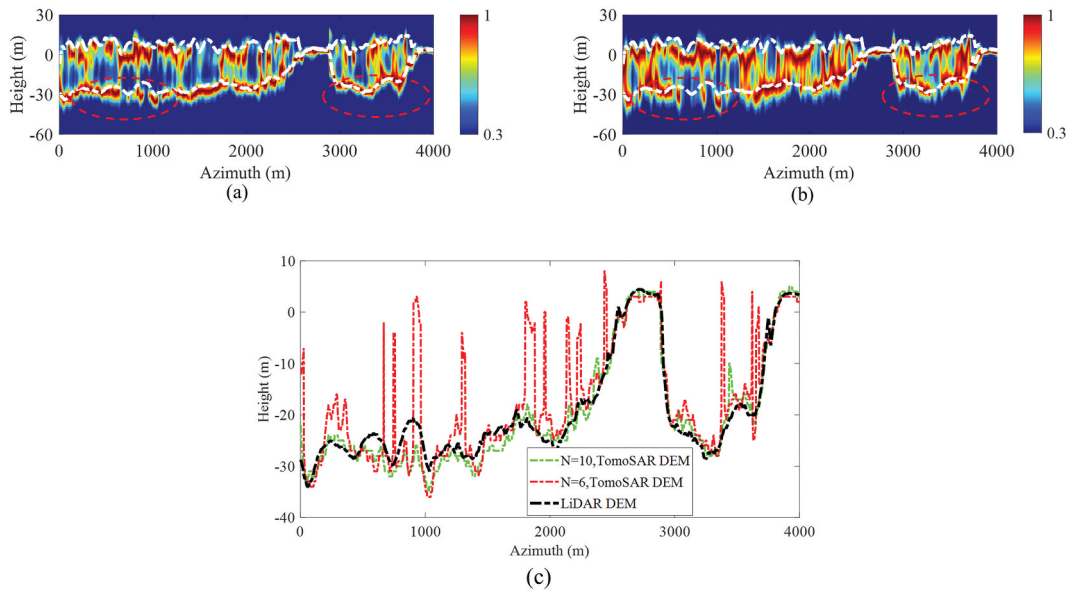 30
0
-30
-60
Height (m)
0
1000
2000
3000
4000
Azimuth (m)
1
0.3
(a)
30
0
-30
-60
Height (m)
0
1000
2000
3000
4000
Azimuth (m)
1
0.3
(b)
10
0
-10
-20
-30
-40
Height (m)
N=10,TomoSAR DEM
N=6,TomoSAR DEM
LiDAR DEM
0
1000
2000
3000
4000
Azimuth (m)
(c)